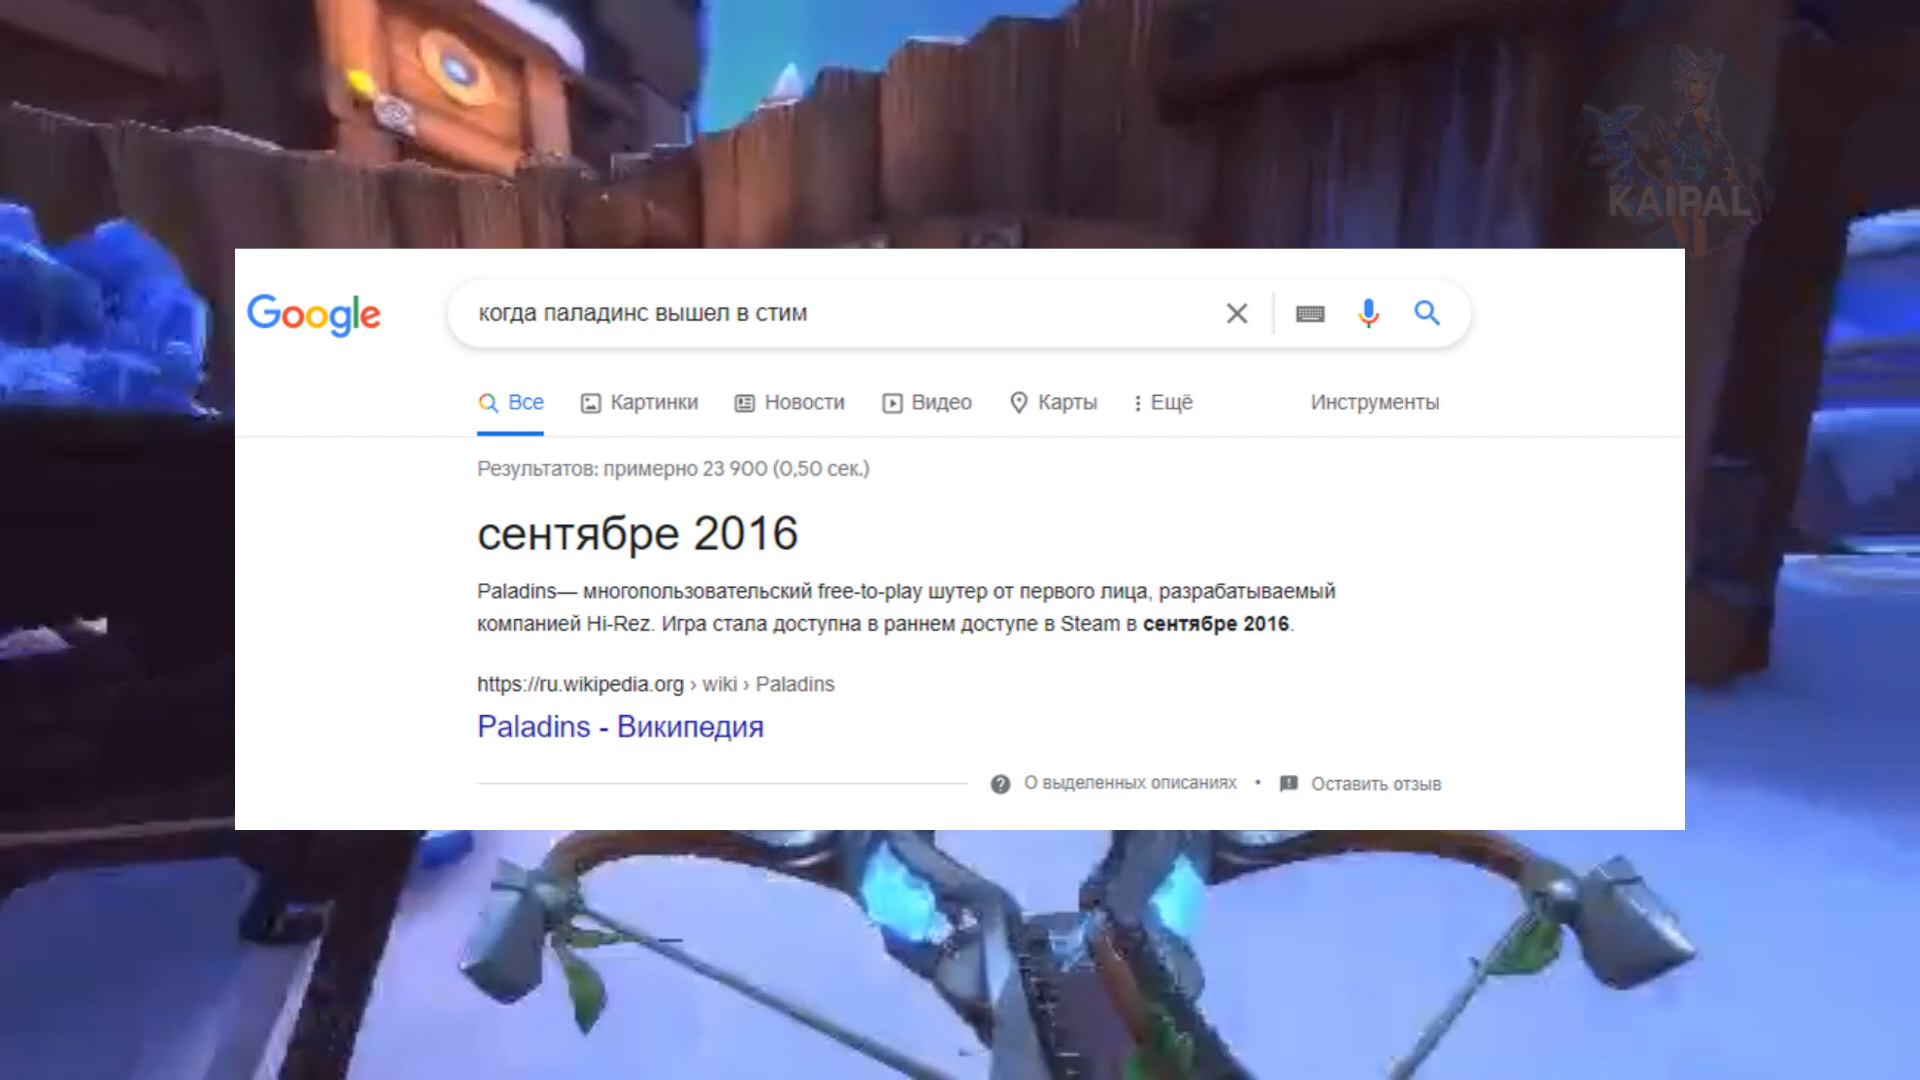 KAIPAL
Google
когда паладинс вышел в стим
Все
Картинки
Новости
Видео
Карты
Ещё
Инструменты
Результатов: примерно 23 900 (0,50 сек.)
сентябре 2016
Paladins— многопользовательский free-to-play шутер от первого лица, разрабатываемый
компанией Hi-Rez. Игра стала доступна в раннем доступе в Steam в сентябре 2016.
https://ru.wikipedia.org › wiki › Paladins
Paladins - Википедия
О выделенных описаниях • Оставить отзыв